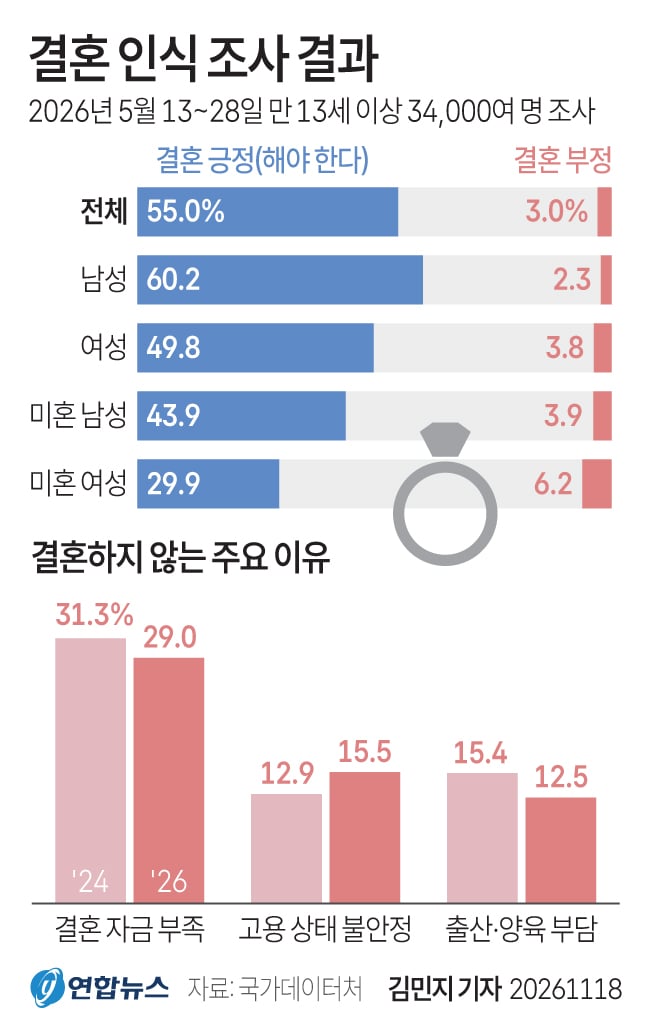 결혼 인식 조사 결과
2026년 5월 13~28일 만 13세 이상 34,000여 명 조사
결혼 긍정(해야 한다) 결혼 부정
전체 55.0% 3.0%
남성 60.2 2.3
여성 49.8 3.8
미혼 남성 43.9 3.9
미혼 여성 29.9 6.2
결혼하지 않는 주요 이유
31.3% 29.0 12.9 15.5 15.4 12.5
'24 '26
결혼 자금 부족 고용 상태 불안정 출산·양육 부담
y 연합뉴스 자료: 국가데이터처 김민지 기자 20261118